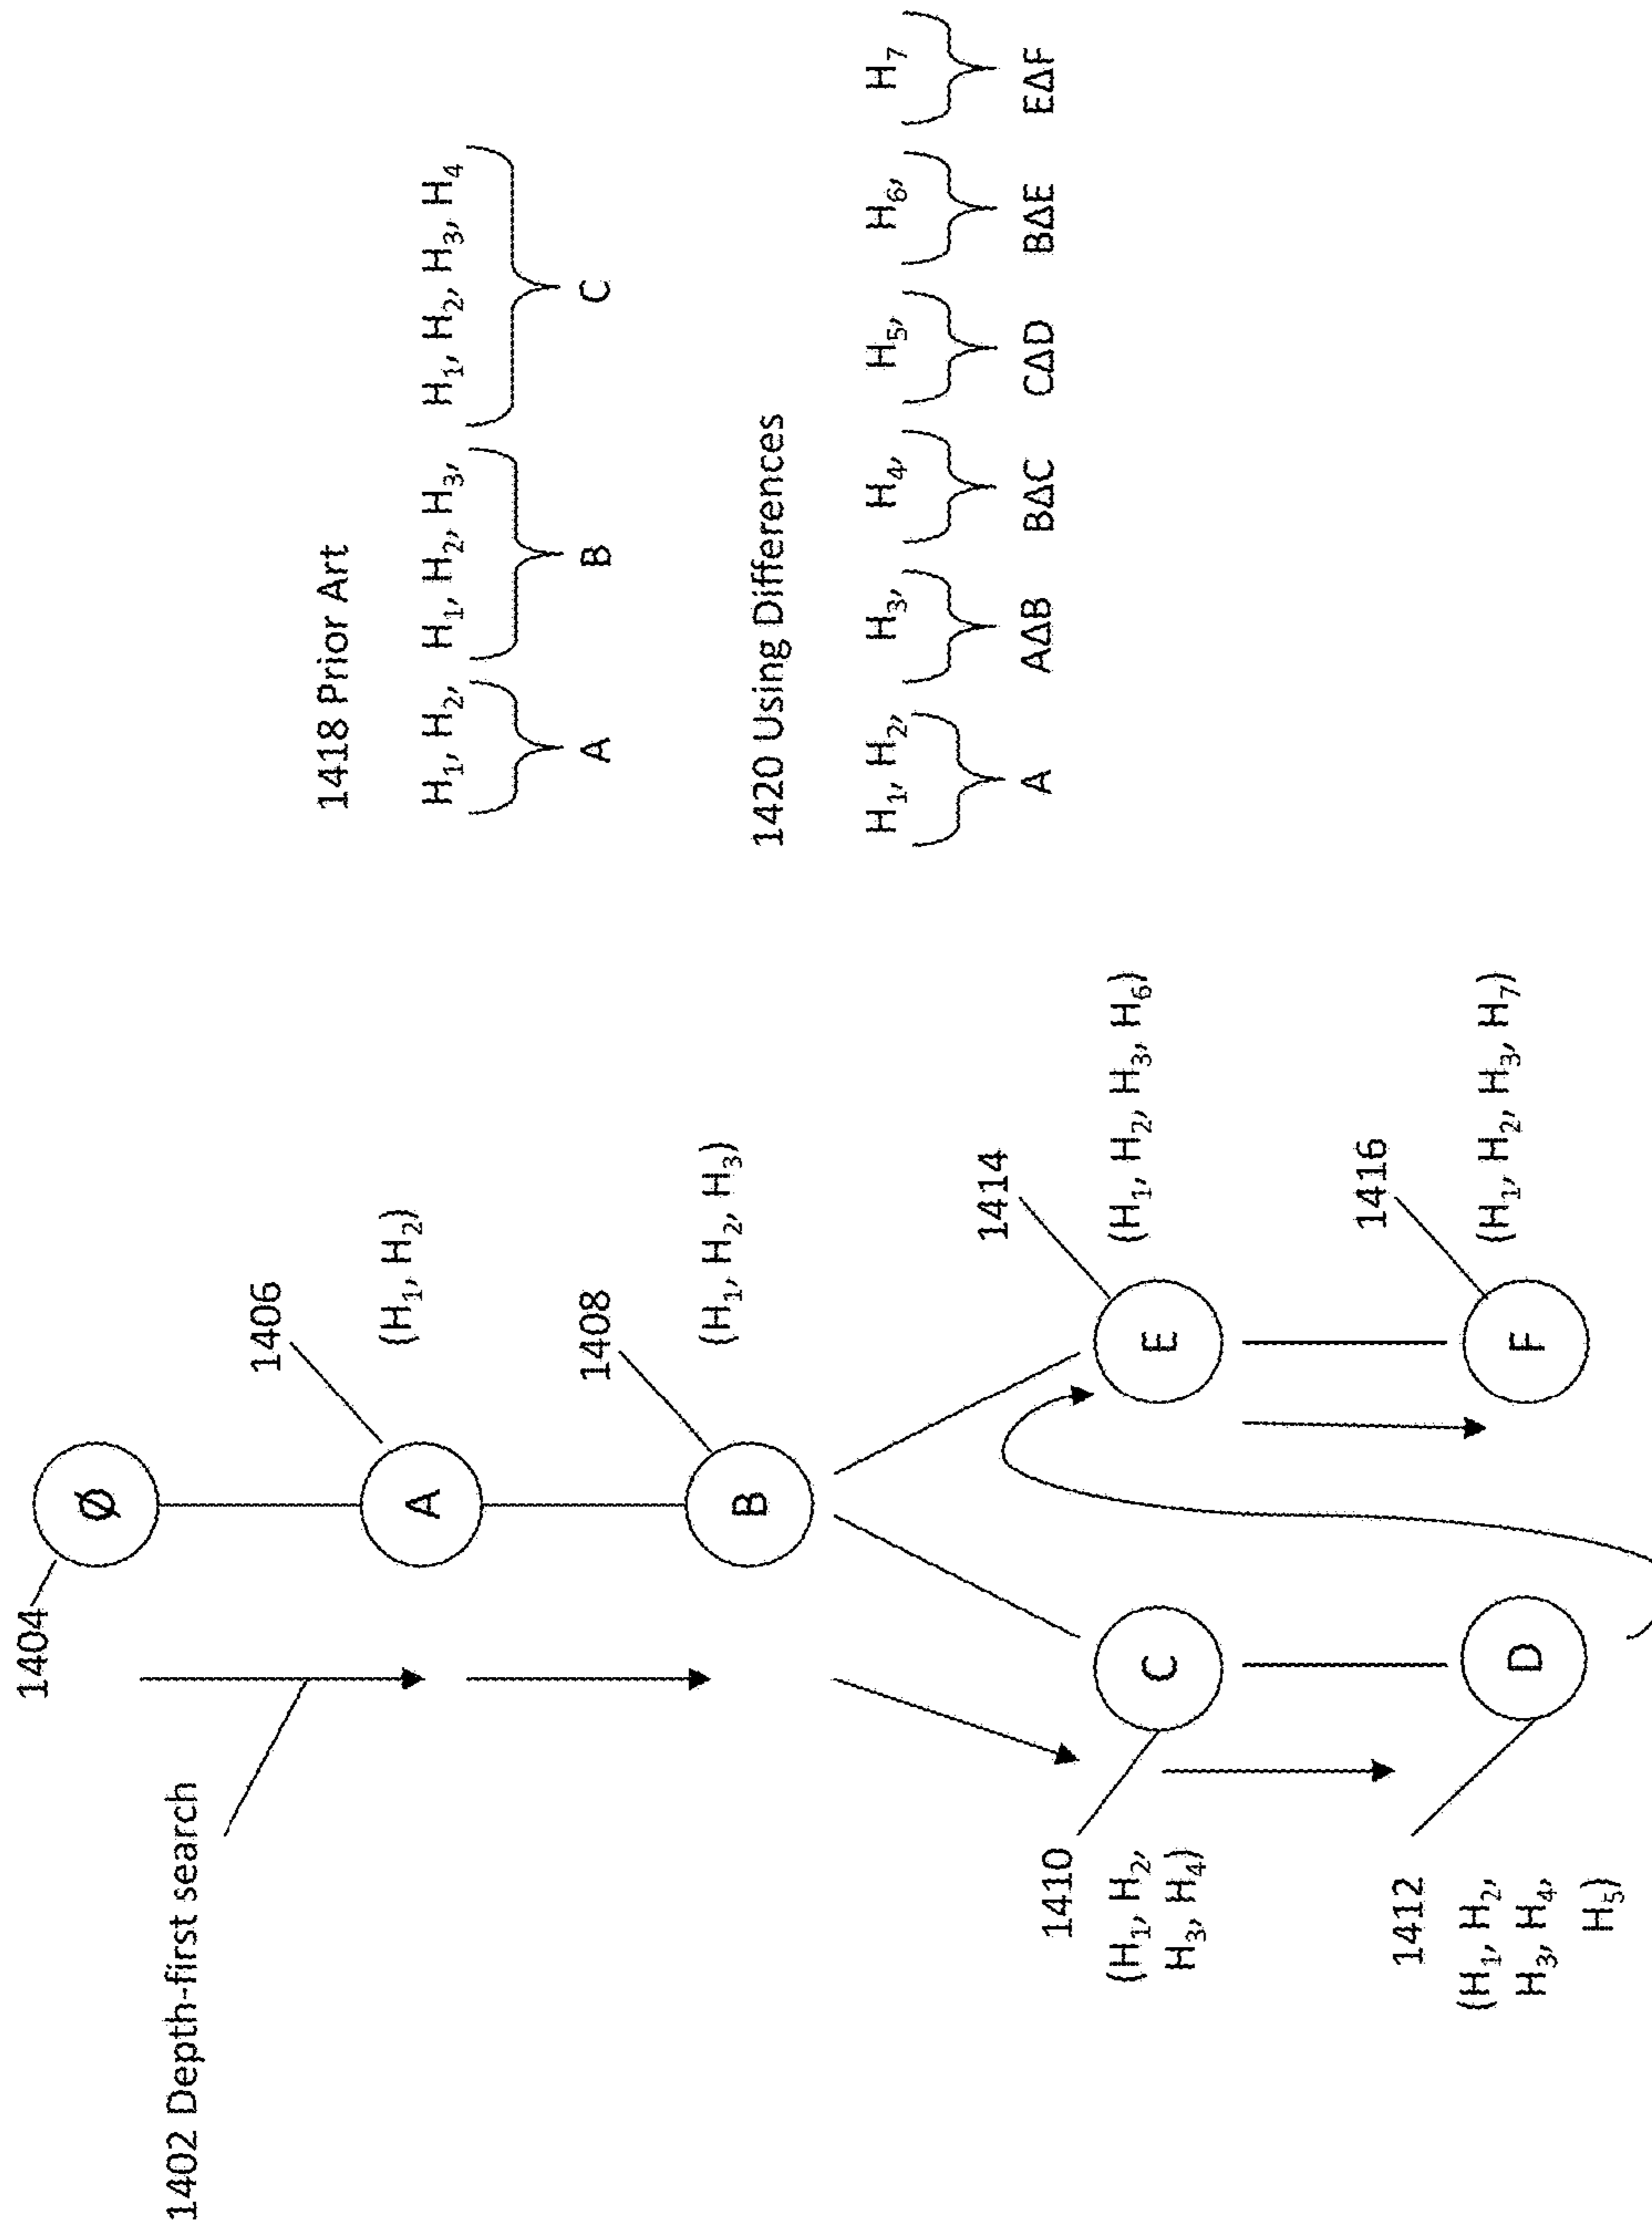 1402 Depth-first search
1404
Ø
1406
A
(H₁, H₂)
1408
B
(H₁, H₂, H₃)
1410
(H₁, H₂,
H₃, H₄)
C
1414
E
(H₁, H₂, H₃, H₆)
1412
(H₁, H₂,
H₃, H₄,
H₅)
D
1416
F
(H₁, H₂, H₃, H₇)
1418 Prior Art
H₁, H₂, H₁, H₂, H₃, H₁, H₂, H₃, H₄
A B C
1420 Using Differences
H₁, H₂, H₃, H₄, H₅, H₆, H₇
A AΔB BΔC CΔD BΔE EΔF